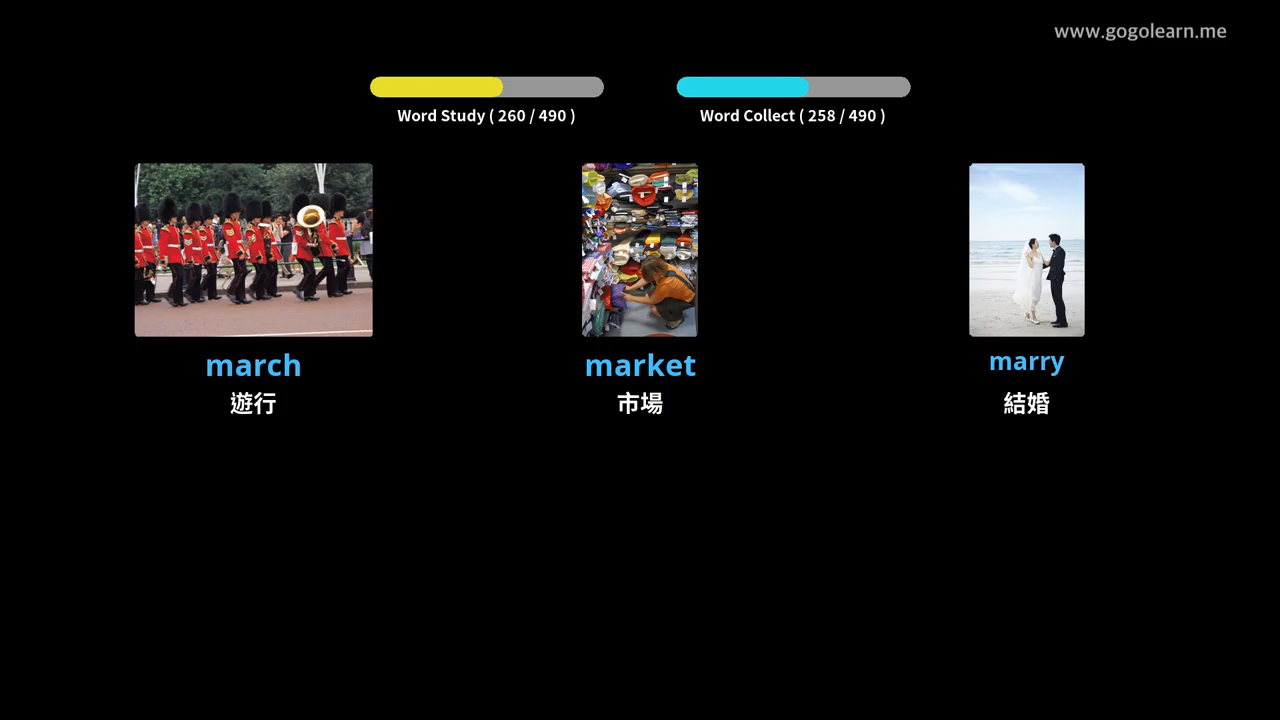 www.gogolearn.me
Word Study ( 260 / 490 )
Word Collect ( 258 / 490 )
march
market
marry
遊行
市場
結婚